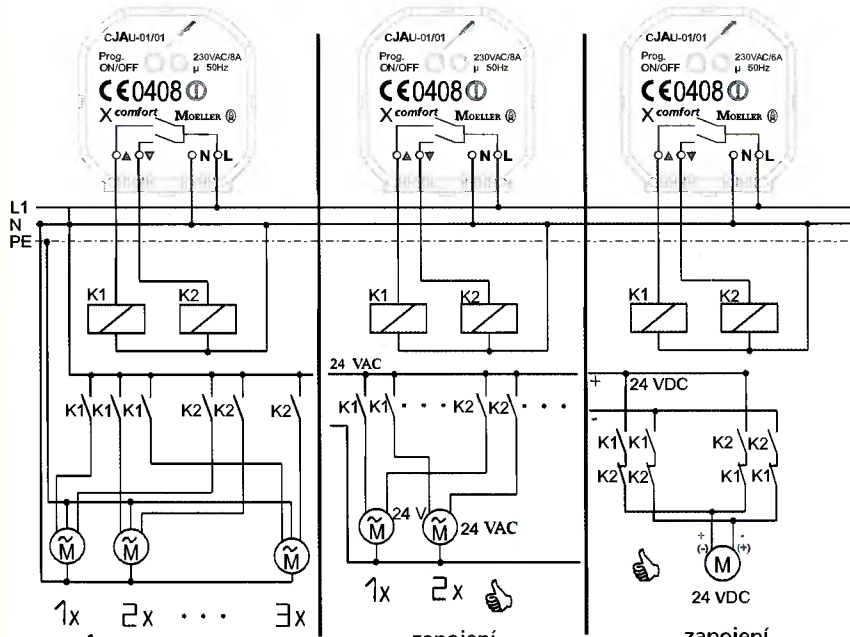 CJAU-01/01
Prog. 230VAC/8A
ON/OFF µ 50Hz
CE0408
Xcomfort MOELLER
N L
CJAU-01/01
Prog. 230VAC/8A
ON/OFF µ 50Hz
CE0408
Xcomfort MOELLER
N L
CJAU-01/01
Prog. 230VAC/6A
ON/OFF µ 50Hz
CE0408
Xcomfort MOELLER
N L
L1
N
PE
K1 K2
K1 K2
K1 K2
K1 K1 K1 K2 K2 K2
M M M
1x 2x ... 3x
24 VAC
K1 K1 ···· K2 K2 ····
24 V 24 VAC
M M
1x 2x
zapojení
+ 24 VDC
-
K1 K1 K2 K2
K2 K2 K1 K1
+ -
(-) (+)
M
24 VDC
zapojení